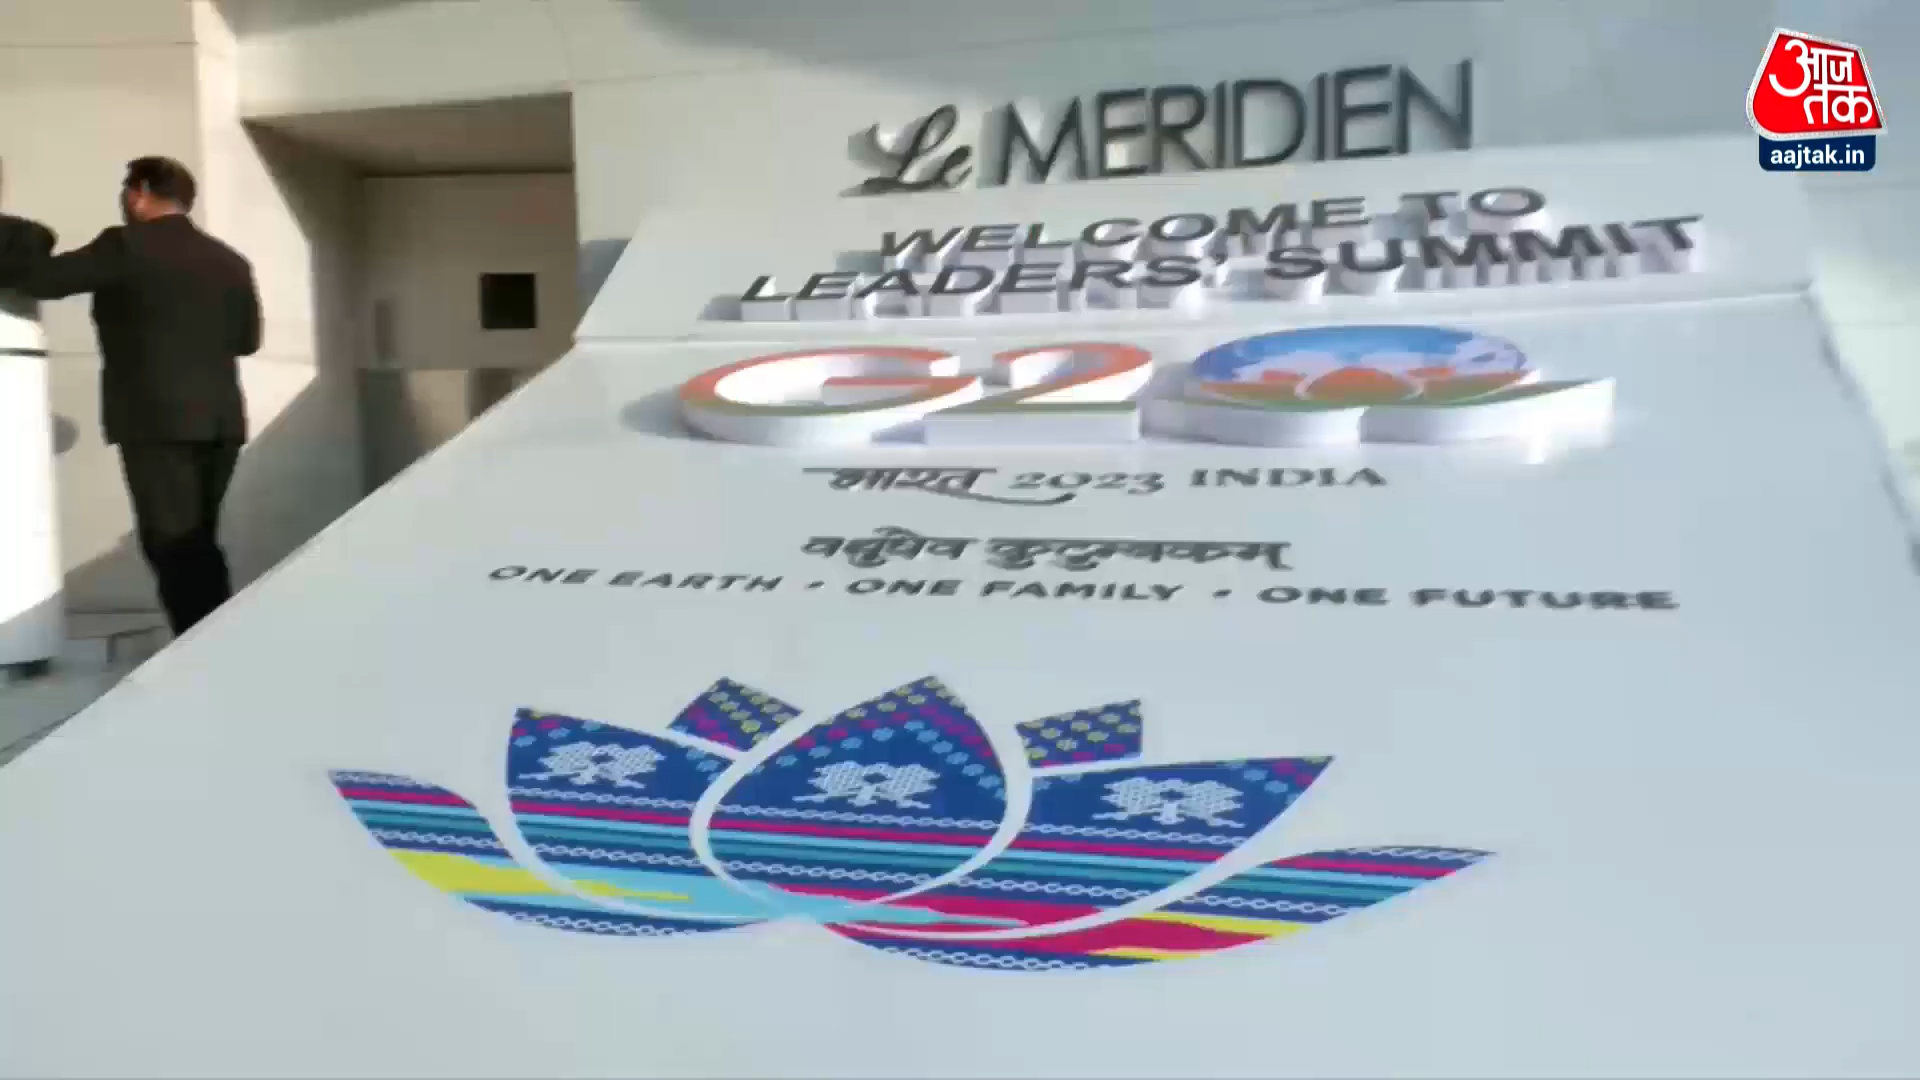 आज
तक
aajtak.in
Le MERIDIEN
WELCOME TO
LEADERS' SUMMIT
G20
भारत 2023 INDIA
वसुधैव कुटुम्बकम्
ONE EARTH • ONE FAMILY • ONE FUTURE